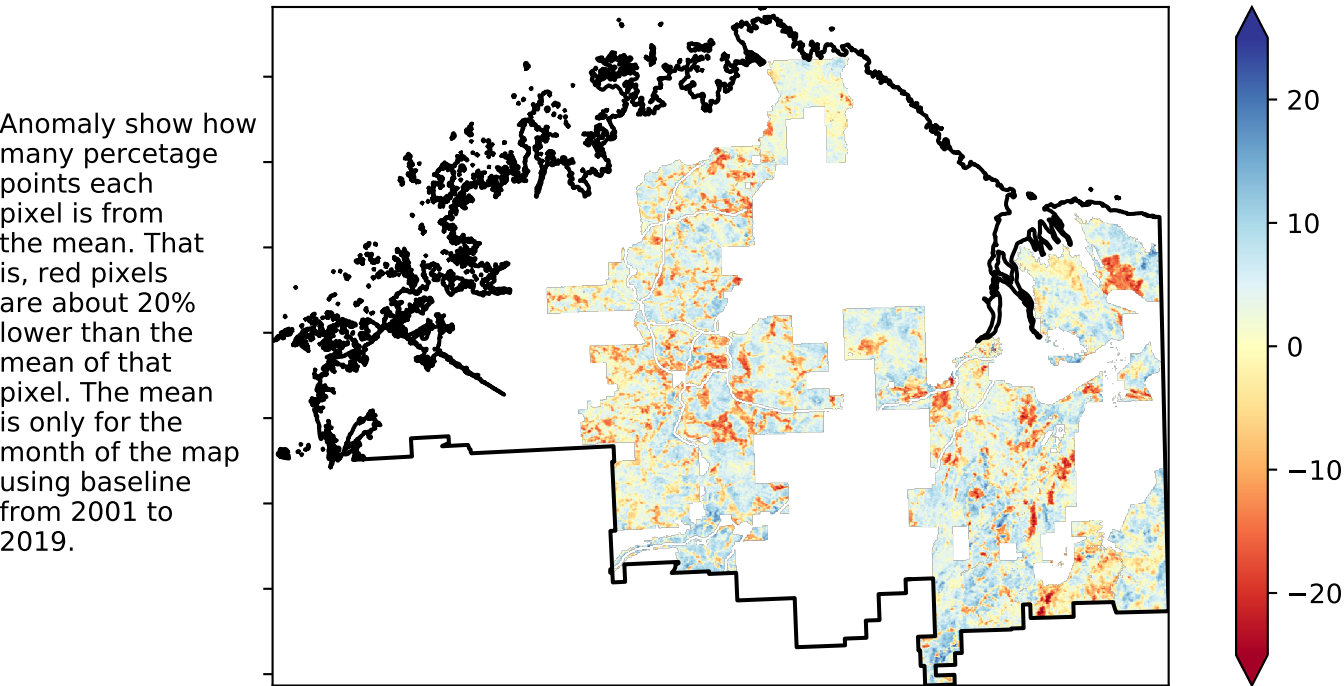 Anomaly show how
many percetage
points each
pixel is from
the mean. That
is, red pixels
are about 20%
lower than the
mean of that
pixel. The mean
is only for the
month of the map
using baseline
from 2001 to
2019.
20
10
0
−10
−20